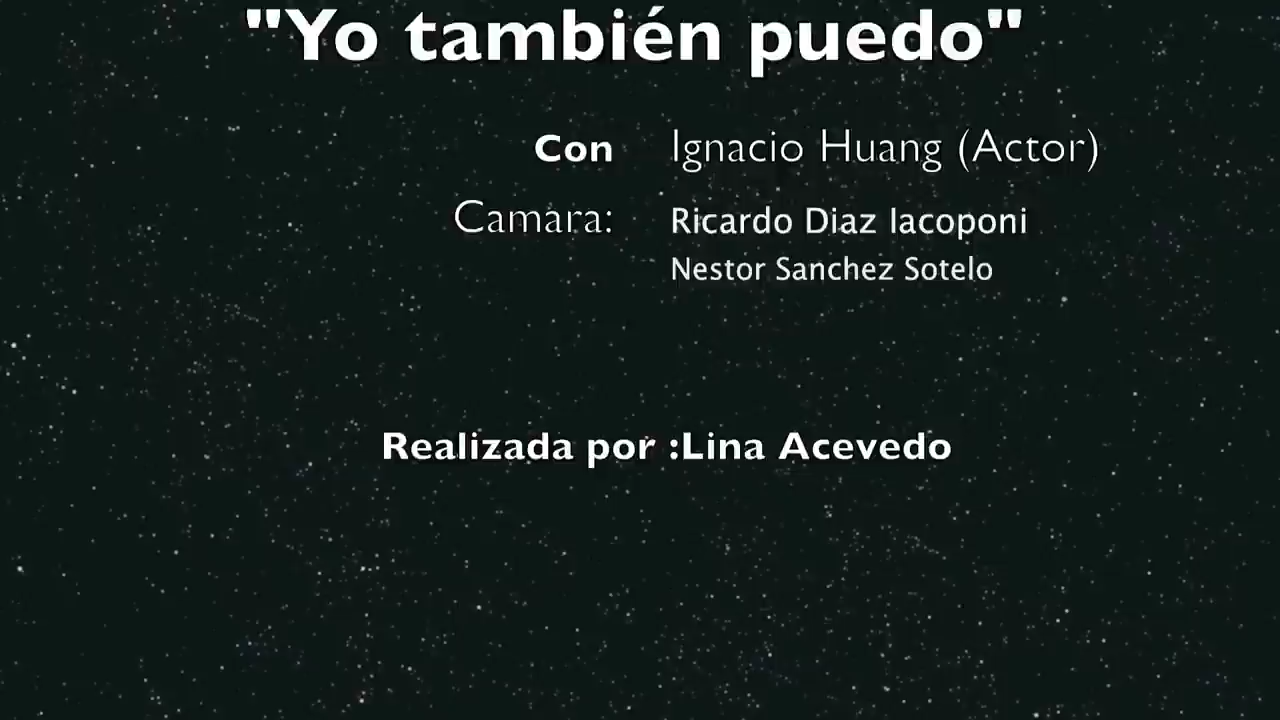 "Yo también puedo"
Con Ignacio Huang (Actor)
Camara: Ricardo Diaz Iacoponi
Nestor Sanchez Sotelo
Realizada por :Lina Acevedo